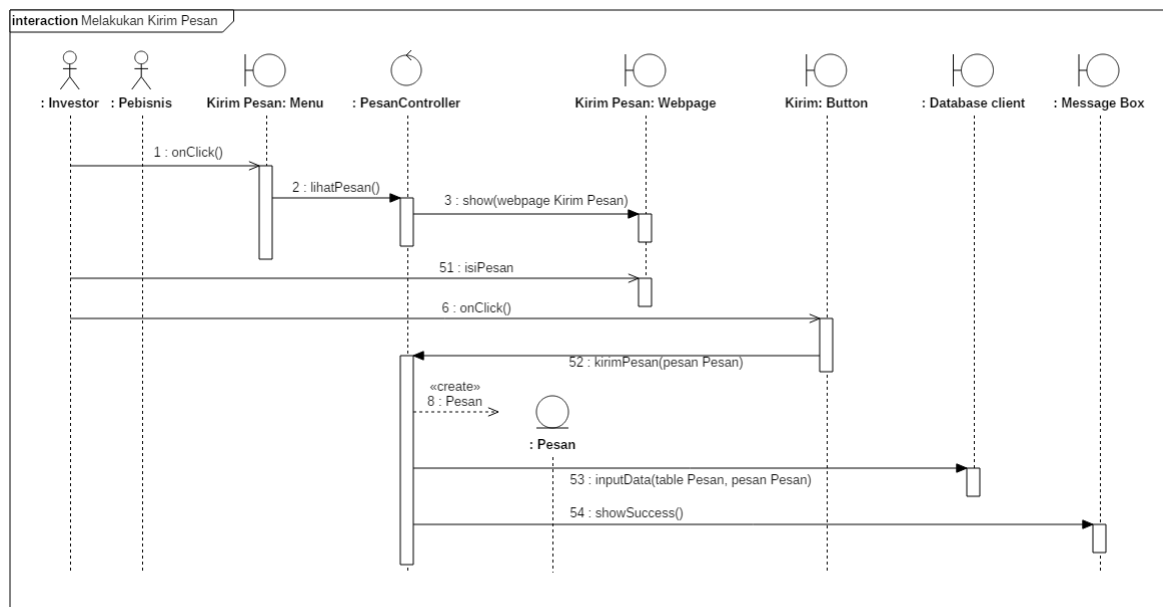 interaction Melakukan Kirim Pesan
: Investor
: Pebisnis
Kirim Pesan: Menu
: PesanController
Kirim Pesan: Webpage
Kirim: Button
: Database client
: Message Box
1 : onClick()
2 : lihatPesan()
3 : show(webpage Kirim Pesan)
51 : isiPesan
6 : onClick()
52 : kirimPesan(pesan Pesan)
«create»
8 : Pesan
: Pesan
53 : inputData(table Pesan, pesan Pesan)
54 : showSuccess()